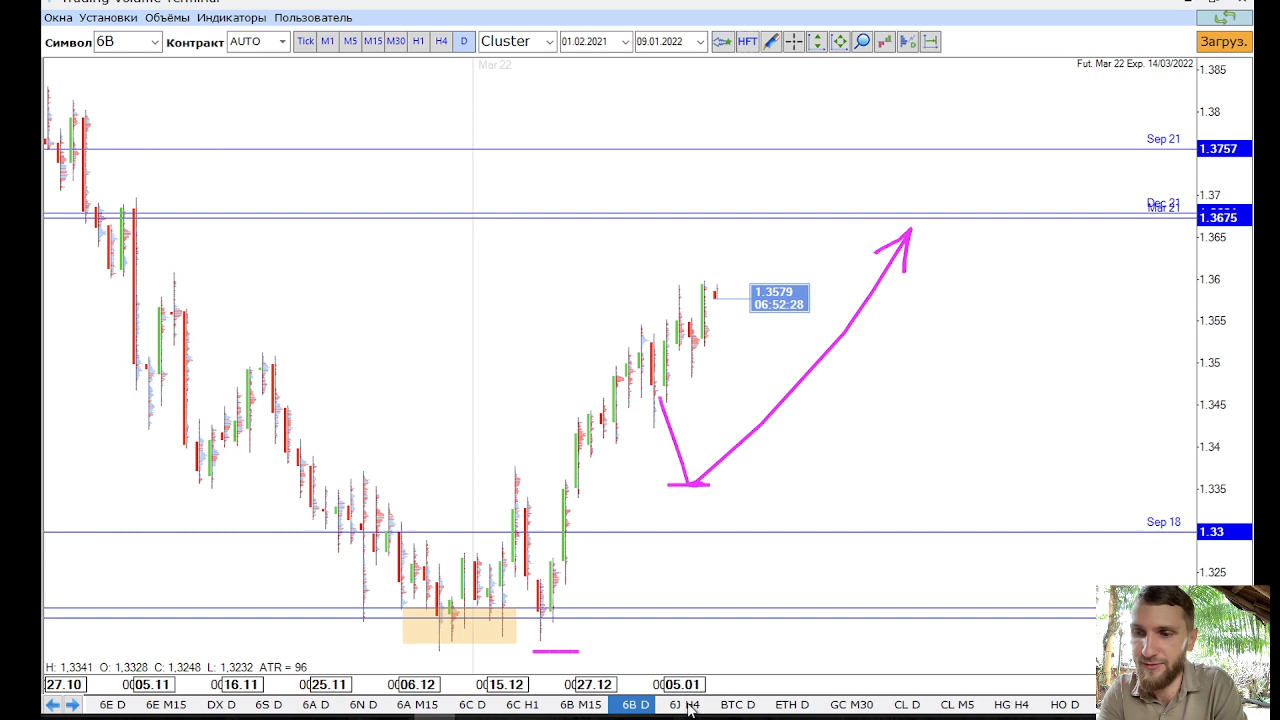 Trading Volume Terminal
Окна Установки Объёмы Индикаторы Пользователь
Символ 6B Контракт AUTO Tick M1 M5 M15 M30 H1 H4 D Cluster 01.02.2021 09.01.2022 HFT Загруз.
Mar 22
Fut. Mar 22 Exp. 14/03/2022
1.385
1.38
Sep 21
1.3757
1.37
Dec 21
Mar 21
1.3675
1.365
1.36
1.3579
06:52:28
1.355
1.35
1.345
1.34
1.335
Sep 18
1.33
1.325
H: 1,3341 O: 1,3328 C: 1,3248 L: 1,3232 ATR = 96
27.10 05.11 16.11 25.11 06.12 15.12 27.12 05.01
6E D 6E M15 DX D 6S D 6A D 6N D 6A M15 6C D 6C H1 6B M15 6B D 6J H4 BTC D ETH D GC M30 CL D CL M5 HG H4 HO D